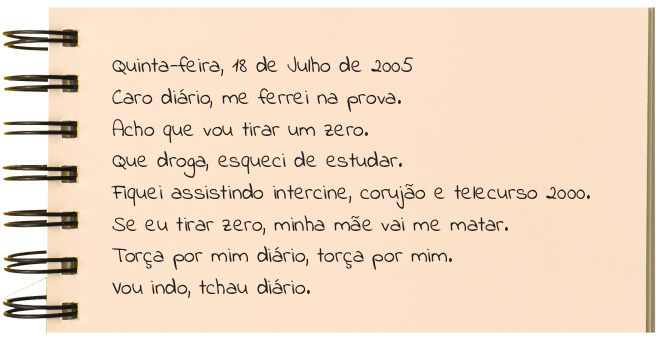 Quinta-feira, 18 de Julho de 2005
Caro diário, me ferrei na prova.
Acho que vou tirar um zero.
Que droga, esqueci de estudar.
Fiquei assistindo intercine, corujão e telecurso 2000.
Se eu tirar zero, minha mãe vai me matar.
Torça por mim diário, torça por mim.
Vou indo, tchau diário.